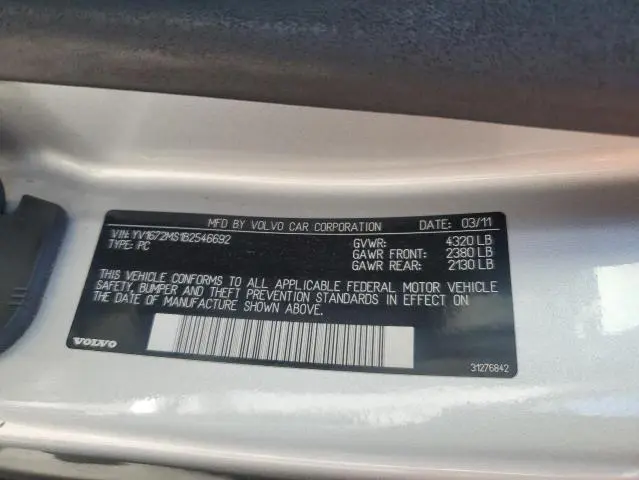 MFD BY VOLVO CAR CORPORATION DATE: 03/11
VIN: YV1672MS1B2546692
TYPE: PC
GVWR: 4320 LB
GAWR FRONT: 2380 LB
GAWR REAR: 2130 LB
THIS VEHICLE CONFORMS TO ALL APPLICABLE FEDERAL MOTOR VEHICLE
SAFETY, BUMPER AND THEFT PREVENTION STANDARDS IN EFFECT ON
THE DATE OF MANUFACTURE SHOWN ABOVE.
VOLVO
31276842